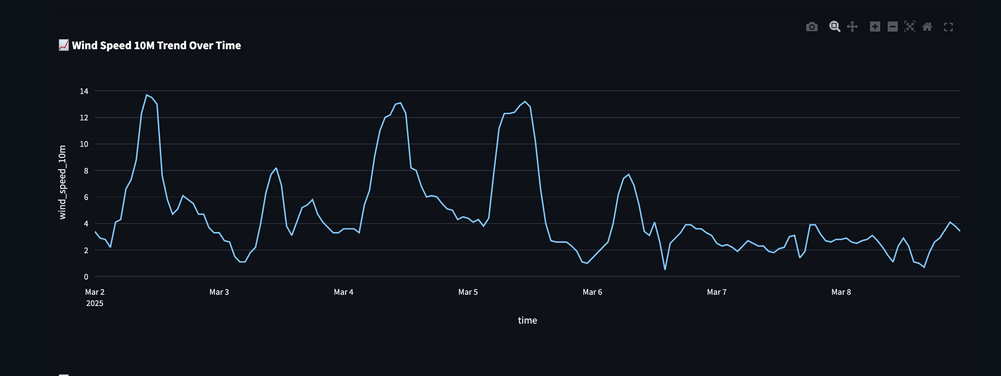 Wind Speed 10M Trend Over Time
14
12
10
8
6
4
2
0
wind_speed_10m
Mar 2
2025
Mar 3
Mar 4
Mar 5
Mar 6
Mar 7
Mar 8
time